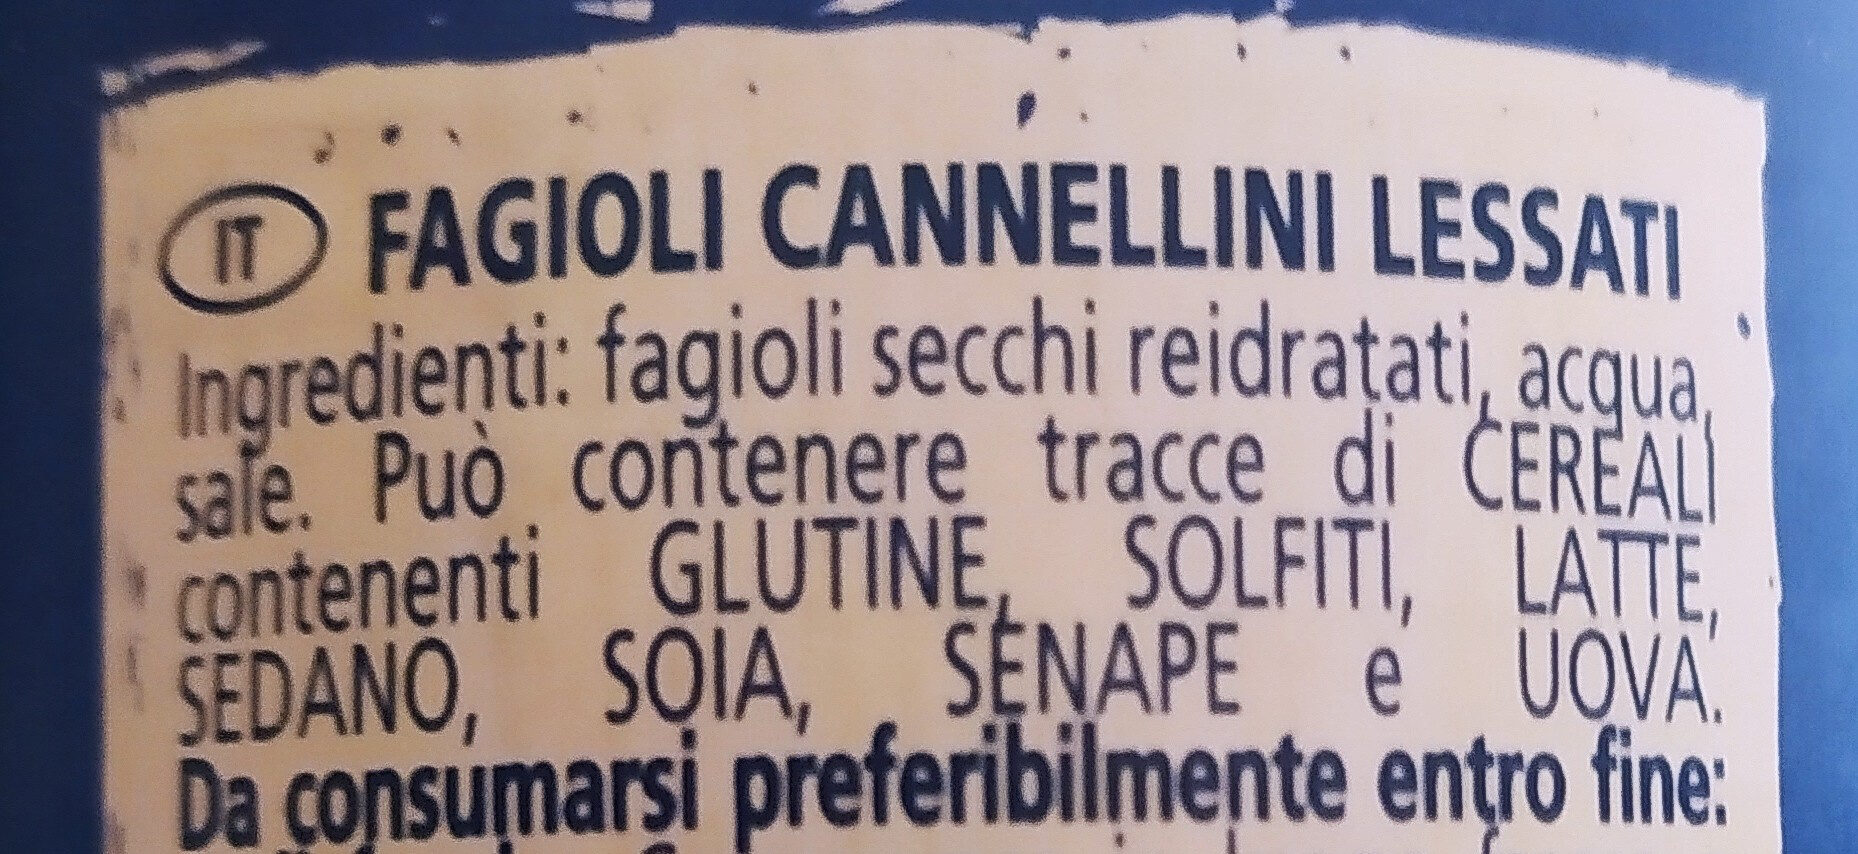 IT FAGIOLI CANNELLINI LESSATI
Ingredienti: fagioli secchi reidratati, acqua,
sale. Può contenere tracce di CEREALI
contenenti GLUTINE, SOLFITI, LATTE,
SEDANO, SOIA, SENAPE e UOVA.
Da consumarsi preferibilmente entro fine: